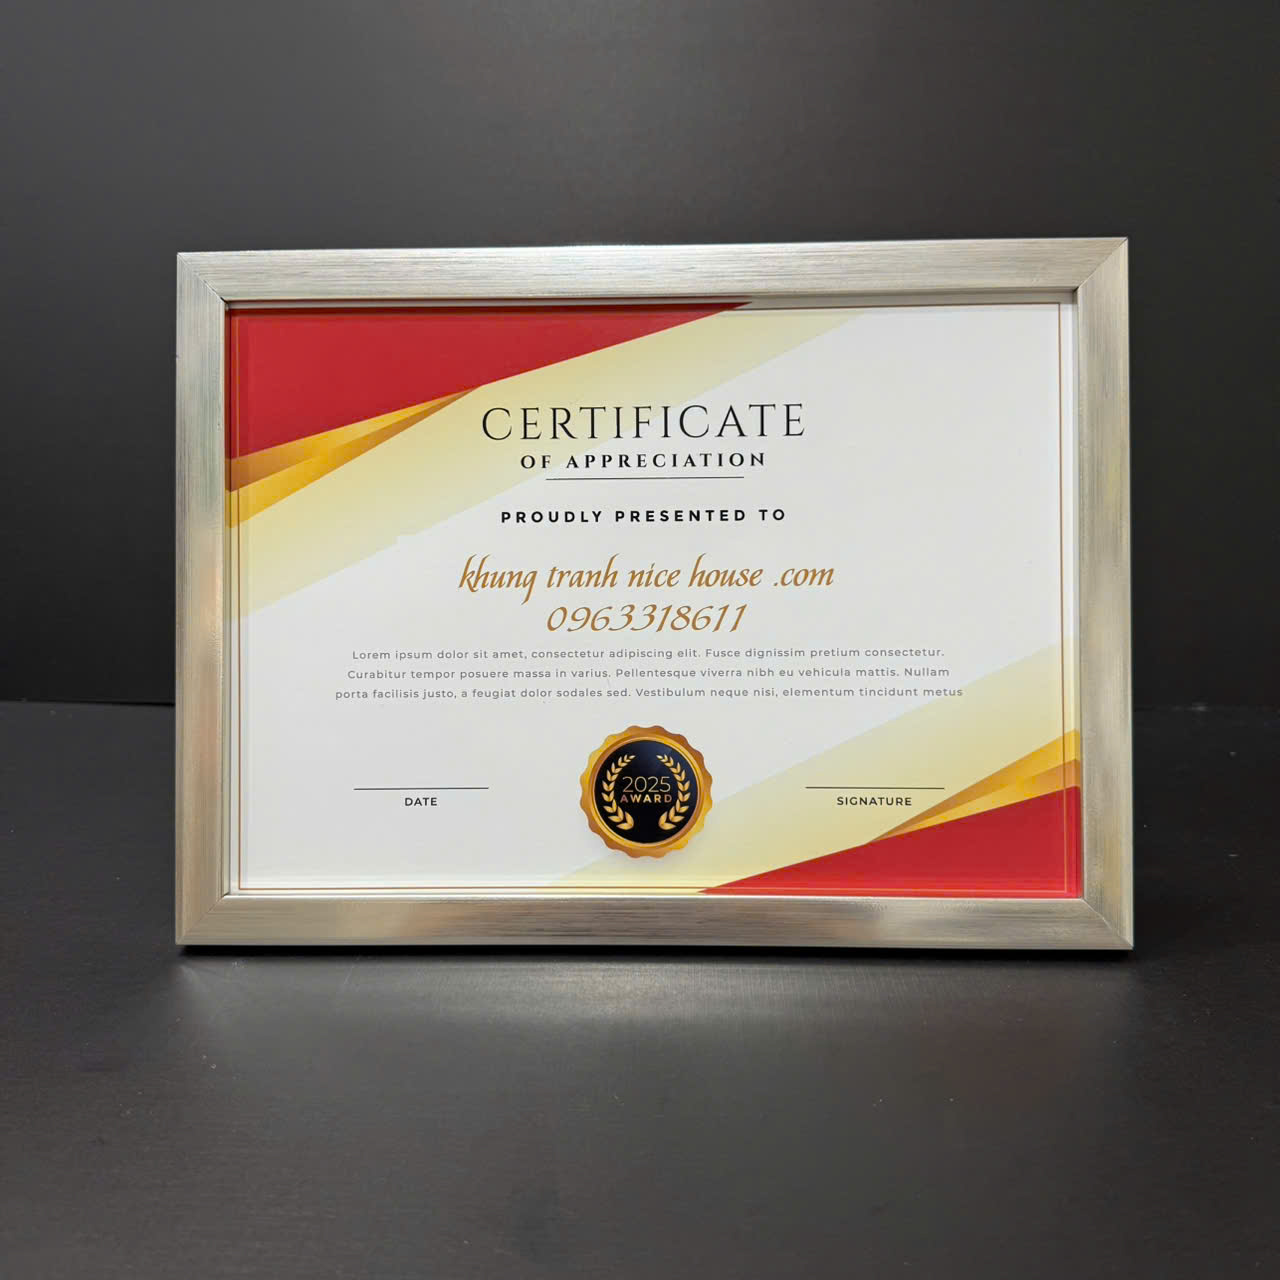 CERTIFICATE
OF APPRECIATION
PROUDLY PRESENTED TO
khung tranh nice house .com
0963318611
Lorem ipsum dolor sit amet, consectetur adipiscing elit. Fusce dignissim pretium consectetur.
Curabitur tempor posuere massa in varius. Pellentesque viverra nibh eu vehicula mattis. Nullam
porta facilisis justo, a feugiat dolor sodales sed. Vestibulum neque nisi, elementum tincidunt metus
2025
AWARD
DATE
SIGNATURE